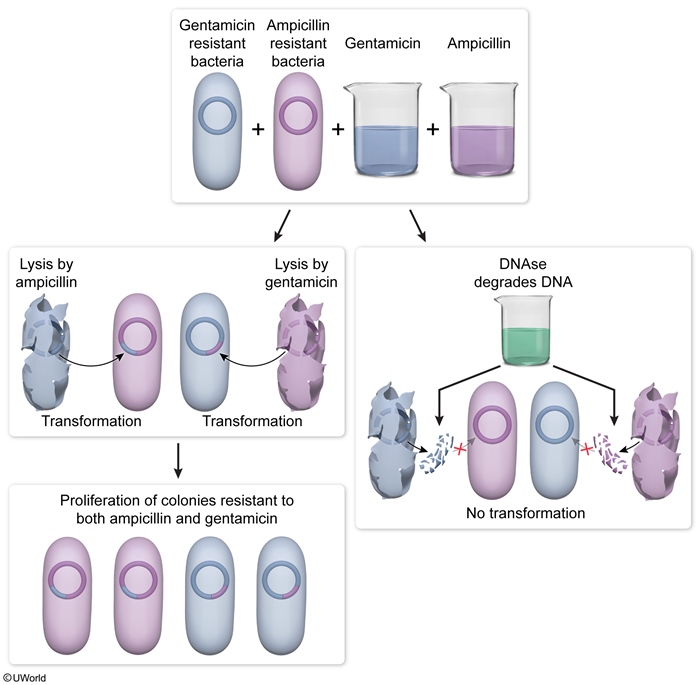 Gentamicin
resistant
bacteria
Ampicillin
resistant
bacteria
Gentamicin
Ampicillin
+
+
+
Lysis by
ampicillin
Lysis by
gentamicin
Transformation
Transformation
DNAse
degrades DNA
No transformation
Proliferation of colonies resistant to
both ampicillin and gentamicin
©UWorld